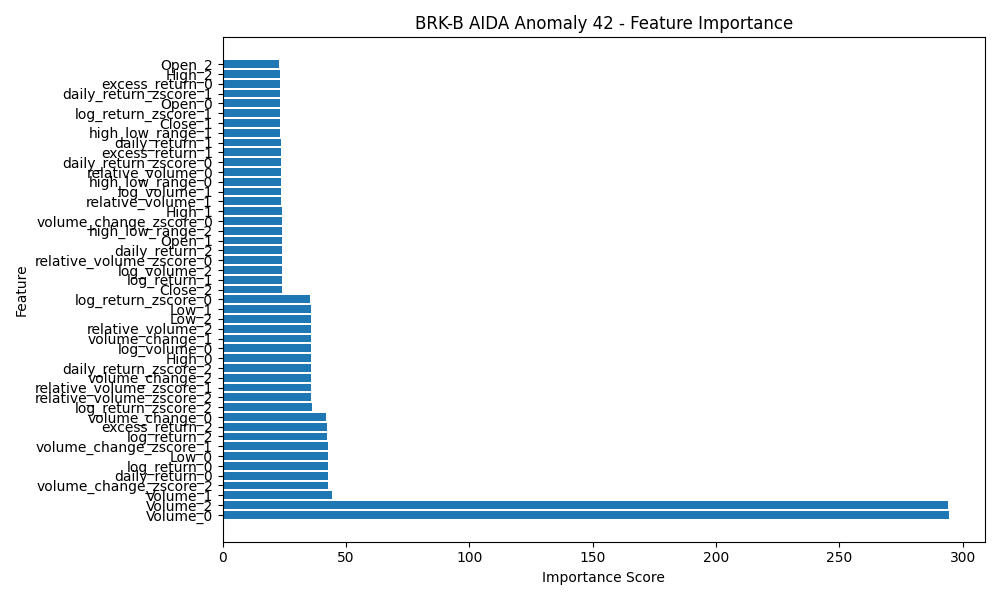 BRK-B AIDA Anomaly 42 - Feature Importance
Open_2
High_2
excess_return_0
daily_return_zscore_1
Open_0
log_return_zscore_1
Close_1
high_low_range_1
daily_return_1
excess_return_1
daily_return_zscore_0
relative_volume_0
high_low_range_0
log_volume_1
relative_volume_1
High_1
volume_change_zscore_0
high_low_range_2
Open_1
daily_return_2
relative_volume_zscore_0
log_volume_2
log_return_1
Close_2
log_return_zscore_0
Low_1
Low_2
relative_volume_2
volume_change_1
log_volume_0
High_0
daily_return_zscore_2
volume_change_2
relative_volume_zscore_1
relative_volume_zscore_2
log_return_zscore_2
volume_change_0
excess_return_2
log_return_2
volume_change_zscore_1
Low_0
log_return_0
daily_return_0
volume_change_zscore_2
Volume_1
Volume_2
Volume_0
Feature
0 50 100 150 200 250 300
Importance Score